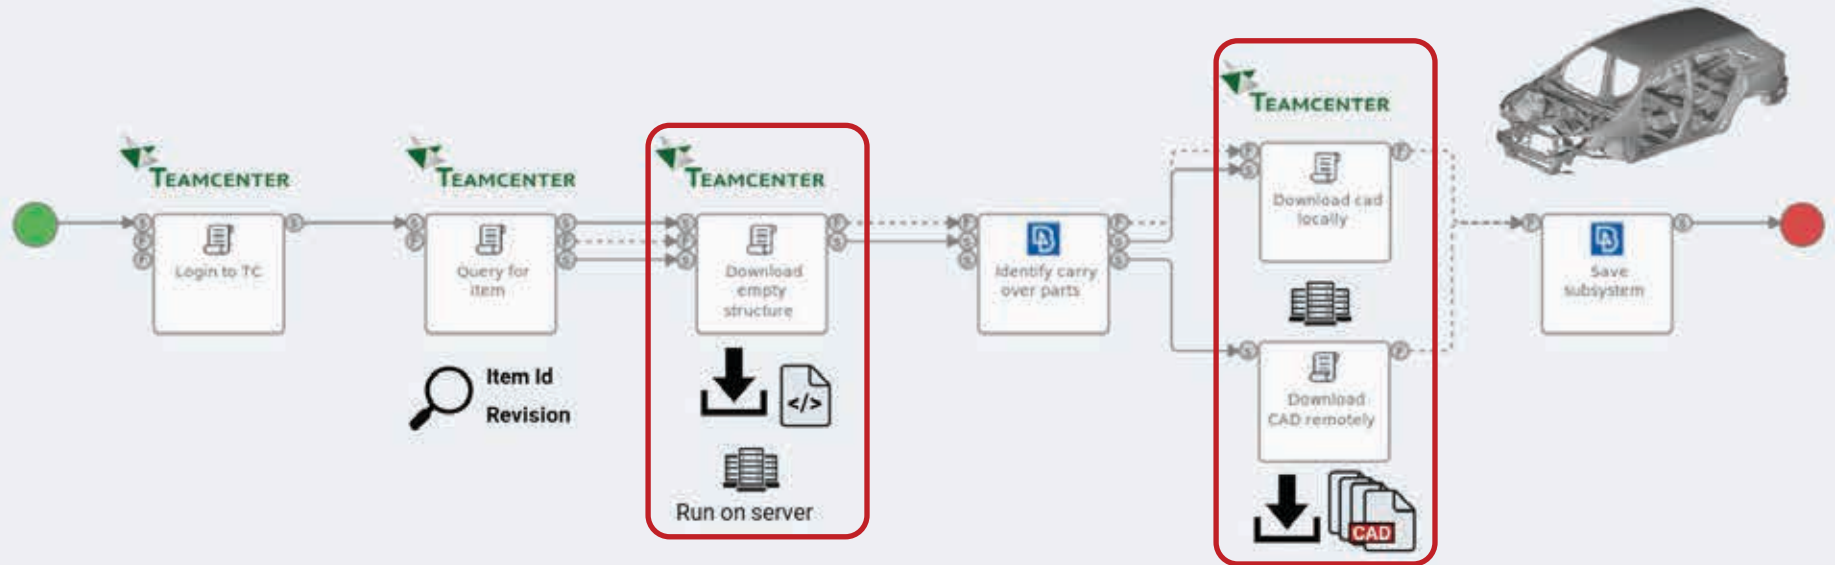 TEAMCENTER
Login to TC
TEAMCENTER
Query for
item
Item Id
Revision
TEAMCENTER
Download
empty
structure
</>
Run on server
Identify carry
over parts
TEAMCENTER
Download cad
locally
Download
CAD remotely
CAD
Save
subsystem